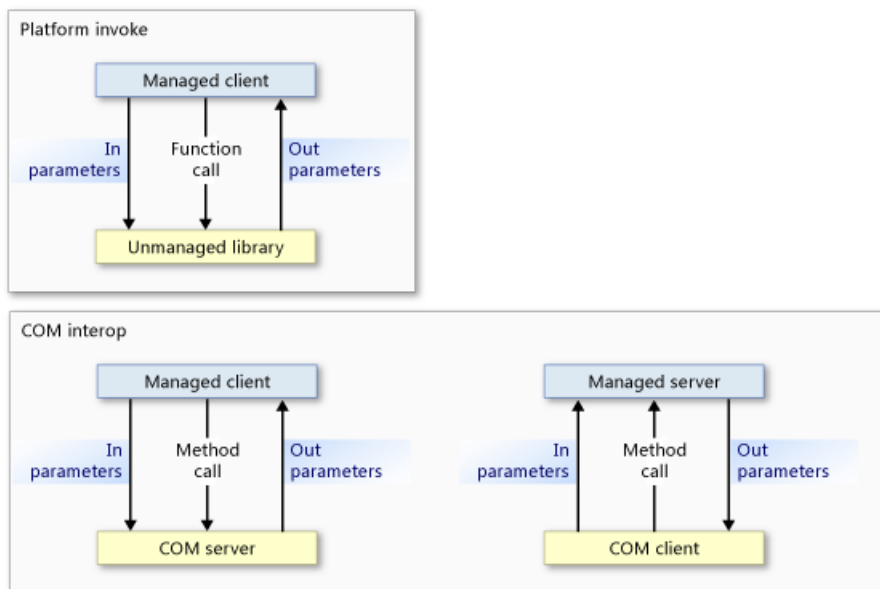 Platform invoke
Managed client
In
parameters
Function
call
Out
parameters
Unmanaged library
COM interop
Managed client
In
parameters
Method
call
Out
parameters
COM server
Managed server
In
parameters
Method
call
Out
parameters
COM client